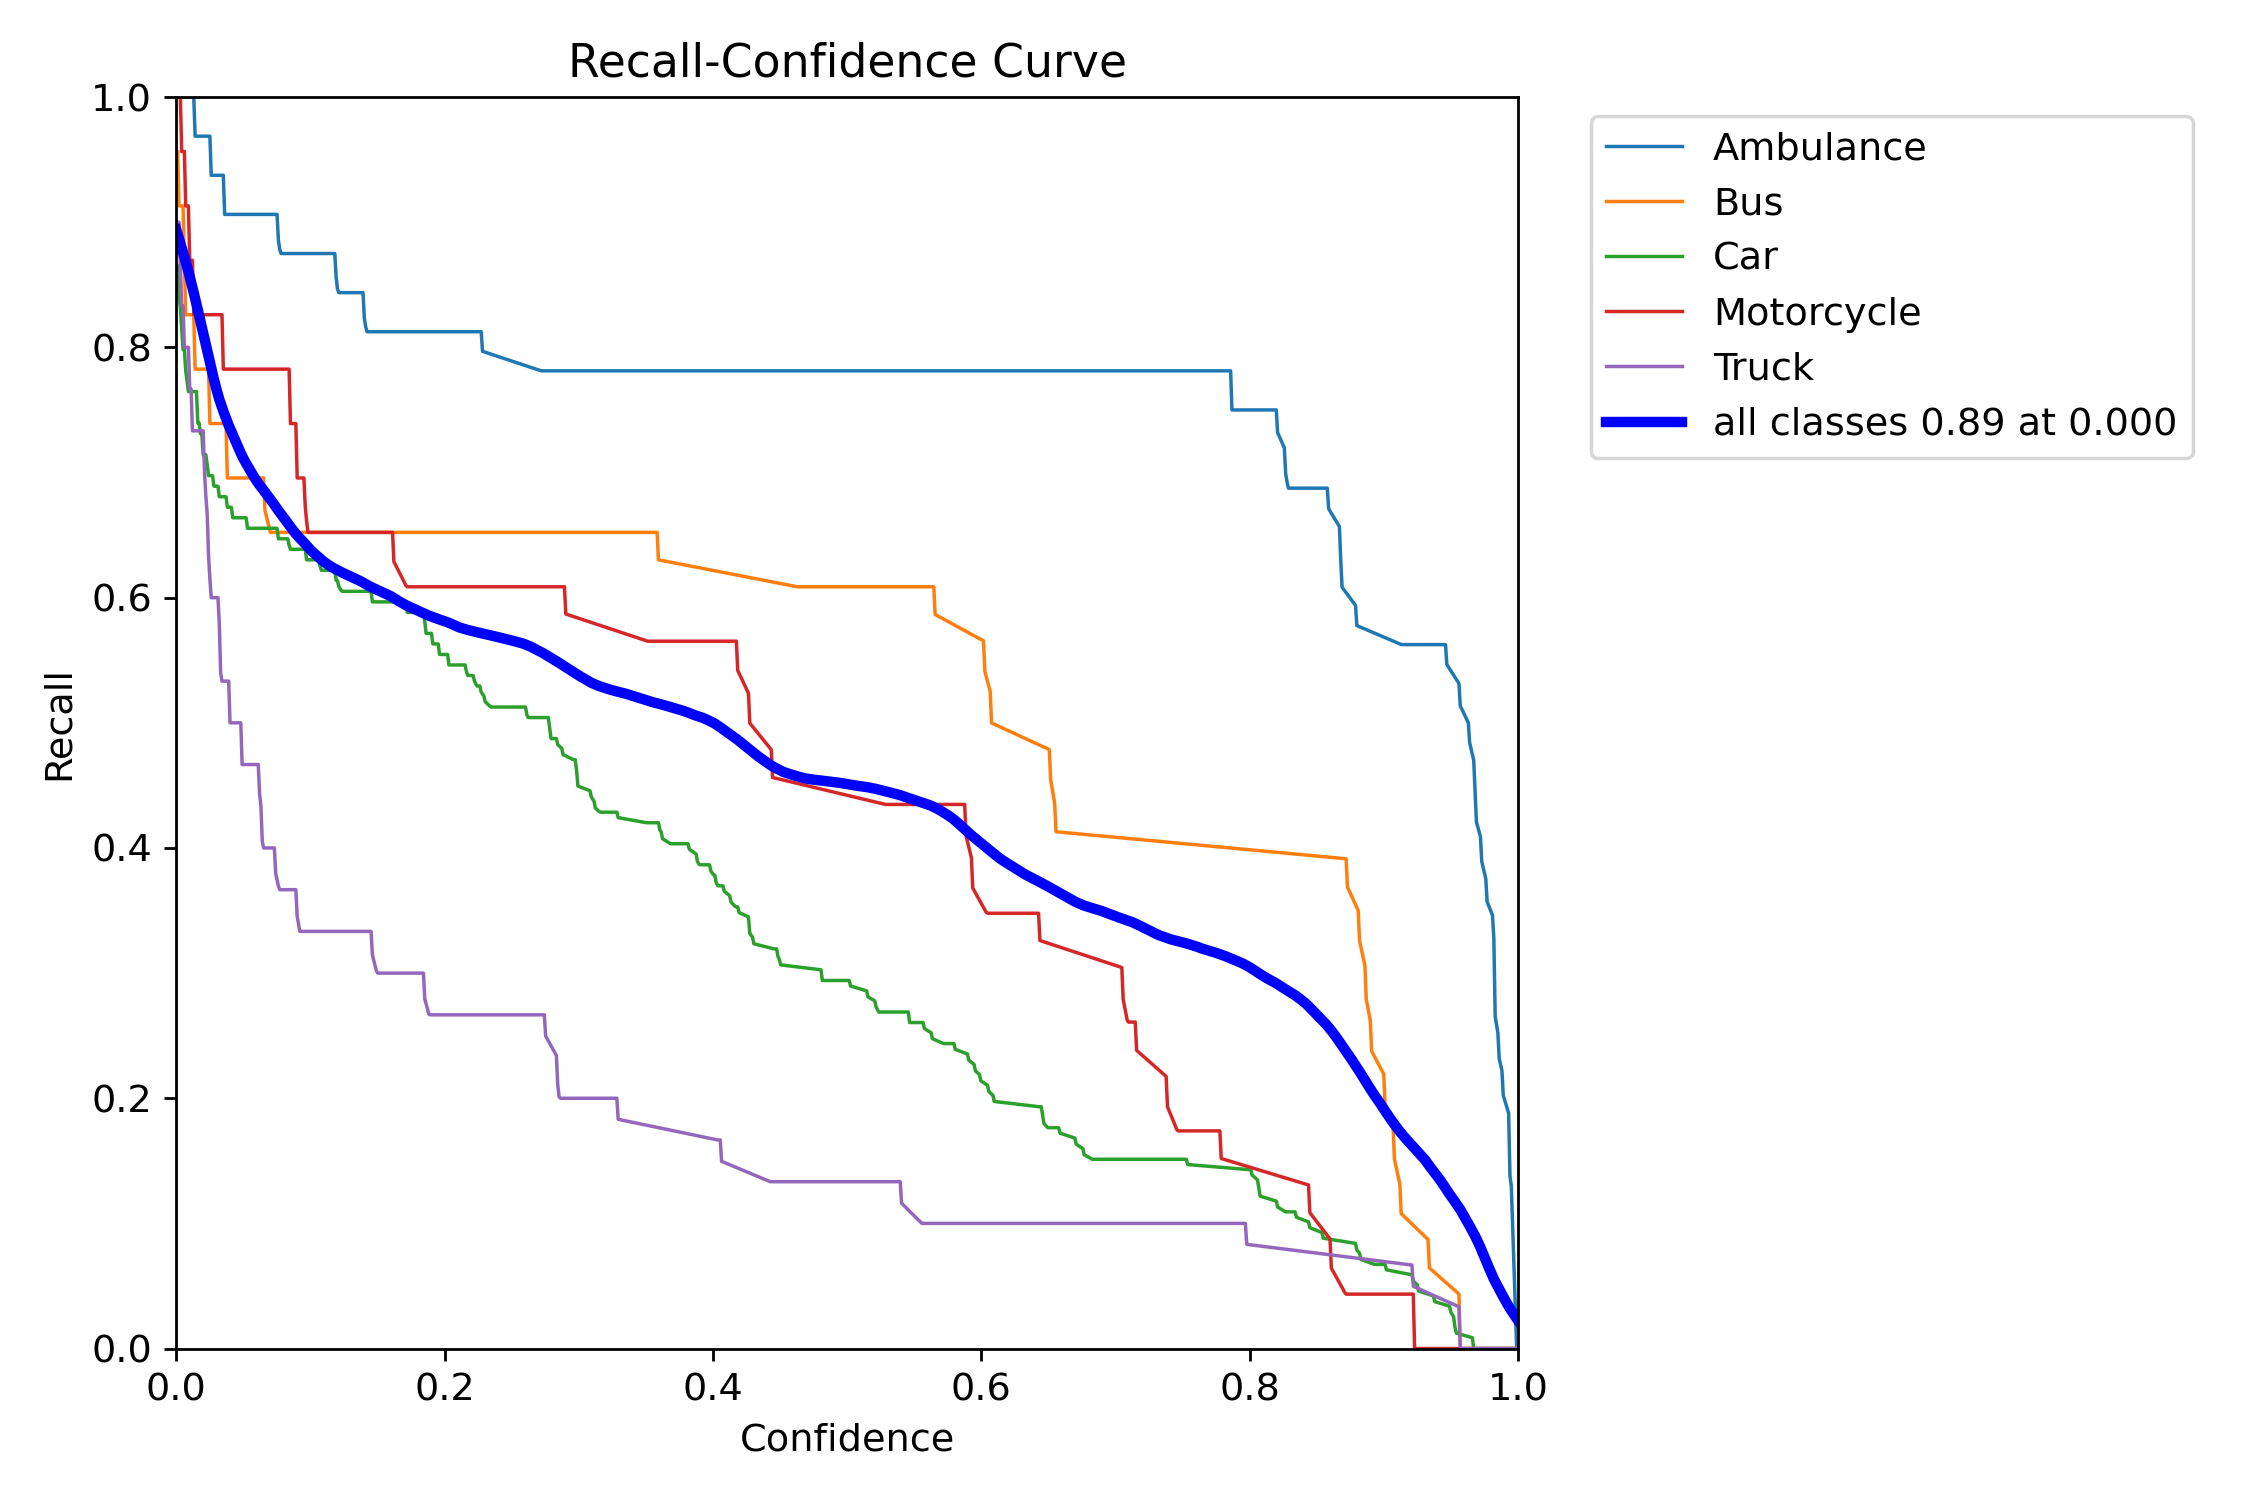 Recall-Confidence Curve
1.0
0.8
0.6
0.4
0.2
0.0
Recall
0.0 0.2 0.4 0.6 0.8 1.0
Confidence
Ambulance
Bus
Car
Motorcycle
Truck
all classes 0.89 at 0.000